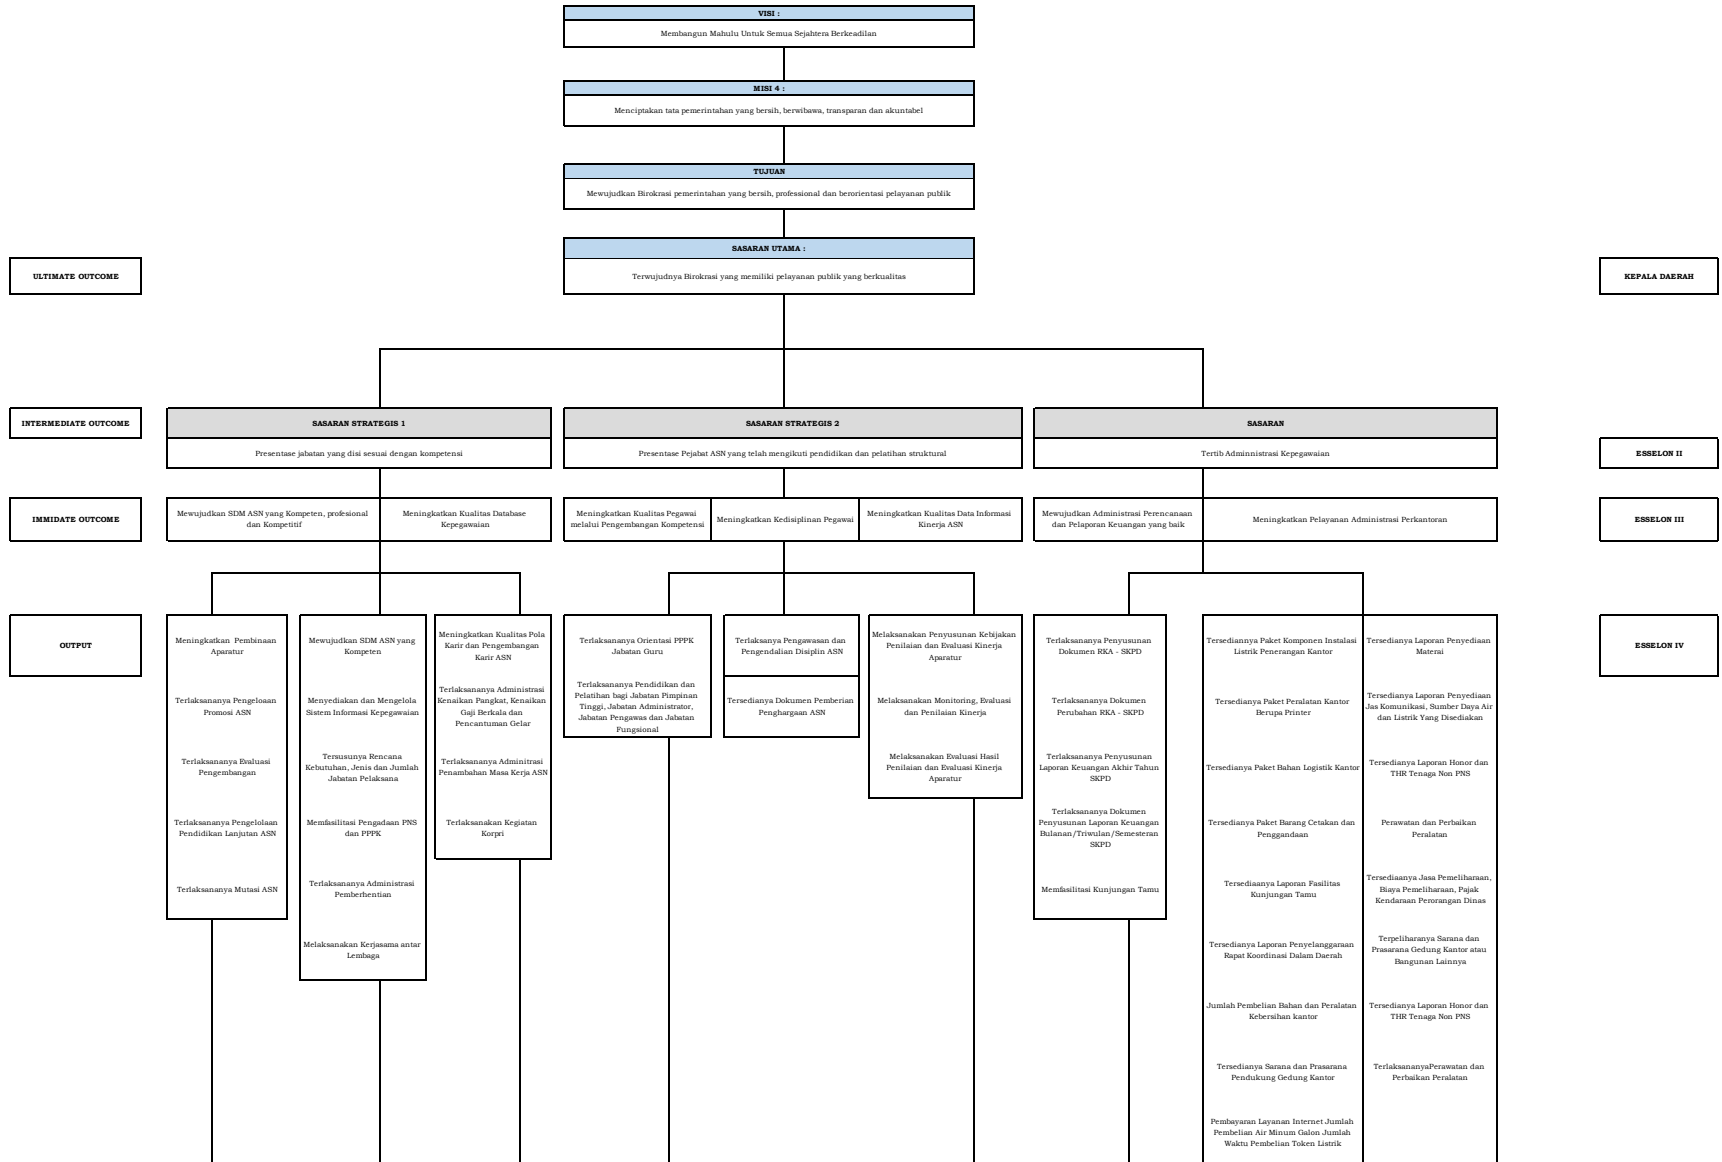 VISI :
Membangun Mahulu Untuk Semua Sejahtera Berkeadilan
MISI 4 :
Menciptakan tata pemerintahan yang bersih, berwibawa, transparan dan akuntabel
TUJUAN
Mewujudkan Birokrasi pemerintahan yang bersih, professional dan berorientasi pelayanan publik
SASARAN UTAMA :
Terwujudnya Birokrasi yang memiliki pelayanan publik yang berkualitas
ULTIMATE OUTCOME
KEPALA DAERAH
INTERMEDIATE OUTCOME
SASARAN STRATEGIS 1
Presentase jabatan yang disi sesuai dengan kompetensi
SASARAN STRATEGIS 2
Presentase Pejabat ASN yang telah mengikuti pendidikan dan pelatihan struktural
SASARAN
Tertib Adminnistrasi Kepegawaian
ESSELON II
IMMIDATE OUTCOME
Mewujudkan SDM ASN yang Kompeten, profesional
dan Kompetitif
Meningkatkan Kualitas Database
Kepegawaian
Meningkatkan Kualitas Pegawai
melalui Pengembangan Kompetensi
Meningkatkan Kedisiplinan Pegawai
Meningkatkan Kualitas Data Informasi
Kinerja ASN
Mewujudkan Administrasi Perencanaan
dan Pelaporan Keuangan yang baik
Meningkatkan Pelayanan Administrasi Perkantoran
ESSELON III
OUTPUT
Meningkatkan Pembinaan
Aparatur
Terlaksananya Pengeloaan
Promosi ASN
Terlaksananya Evaluasi
Pengembangan
Terlaksananya Pengelolaan
Pendidikan Lanjutan ASN
Terlaksananya Mutasi ASN
Mewujudkan SDM ASN yang
Kompeten
Menyediakan dan Mengelola
Sistem Informasi Kepegawaian
Tersusunya Rencana
Kebutuhan, Jenis dan Jumlah
Jabatan Pelaksana
Memfasilitasi Pengadaan PNS
dan PPPK
Terlaksananya Administrasi
Pemberhentian
Melaksanakan Kerjasama antar
Lembaga
Meningkatkan Kualitas Pola
Karir dan Pengembangan
Karir ASN
Terlaksananya Administrasi
Kenaikan Pangkat, Kenaikan
Gaji Berkala dan
Pencantuman Gelar
Terlaksananya Adminitrasi
Penambahan Masa Kerja ASN
Terlaksanakan Kegiatan
Korpri
Terlaksananya Orientasi PPPK
Jabatan Guru
Terlaksananya Pendidikan dan
Pelatihan bagi Jabatan Pimpinan
Tinggi, Jabatan Administrator,
Jabatan Pengawas dan Jabatan
Fungsional
Terlaksanya Pengawasan dan
Pengendalian Disiplin ASN
Tersedianya Dokumen Pemberian
Penghargaan ASN
Melaksanakan Penyusunan Kebijakan
Penilaian dan Evaluasi Kinerja
Aparatur
Melaksanakan Monitoring, Evaluasi
dan Penilaian Kinerja
Melaksanakan Evaluasi Hasil
Penilaian dan Evaluasi Kinerja
Aparatur
Terlaksananya Penyusunan
Dokumen RKA - SKPD
Terlaksananya Dokumen
Perubahan RKA - SKPD
Terlaksananya Penyusunan
Laporan Keuangan Akhir Tahun
SKPD
Terlaksananya Dokumen
Penyusunan Laporan Keuangan
Bulanan/Triwulan/Semesteran
SKPD
Memfasilitasi Kunjungan Tamu
Tersediannya Paket Komponen Instalasi
Listrik Penerangan Kantor
Tersedianya Paket Peralatan Kantor
Berupa Printer
Tersedianya Paket Bahan Logistik Kantor
Tersedianya Paket Barang Cetakan dan
Penggandaan
Tersediaanya Laporan Fasilitas
Kunjungan Tamu
Tersedianya Laporan Penyelanggaraan
Rapat Koordinasi Dalam Daerah
Jumlah Pembelian Bahan dan Peralatan
Kebersihan kantor
Tersedianya Sarana dan Prasarana
Pendukung Gedung Kantor
Pembayaran Layanan Internet Jumlah
Pembelian Air Minum Galon Jumlah
Waktu Pembelian Token Listrik
Tersedianya Laporan Penyediaan
Materai
Tersedianya Laporan Penyediaan
Jas Komunikasi, Sumber Daya Air
dan Listrik Yang Disediakan
Tersedianya Laporan Honor dan
THR Tenaga Non PNS
Perawatan dan Perbaikan
Peralatan
Tersediaanya Jasa Pemeliharaan,
Biaya Pemeliharaan, Pajak
Kendaraan Perorangan Dinas
Terpeliharanya Sarana dan
Prasarana Gedung Kantor atau
Bangunan Lainnya
Tersedianya Laporan Honor dan
THR Tenaga Non PNS
TerlaksananyaPerawatan dan
Perbaikan Peralatan
ESSELON IV